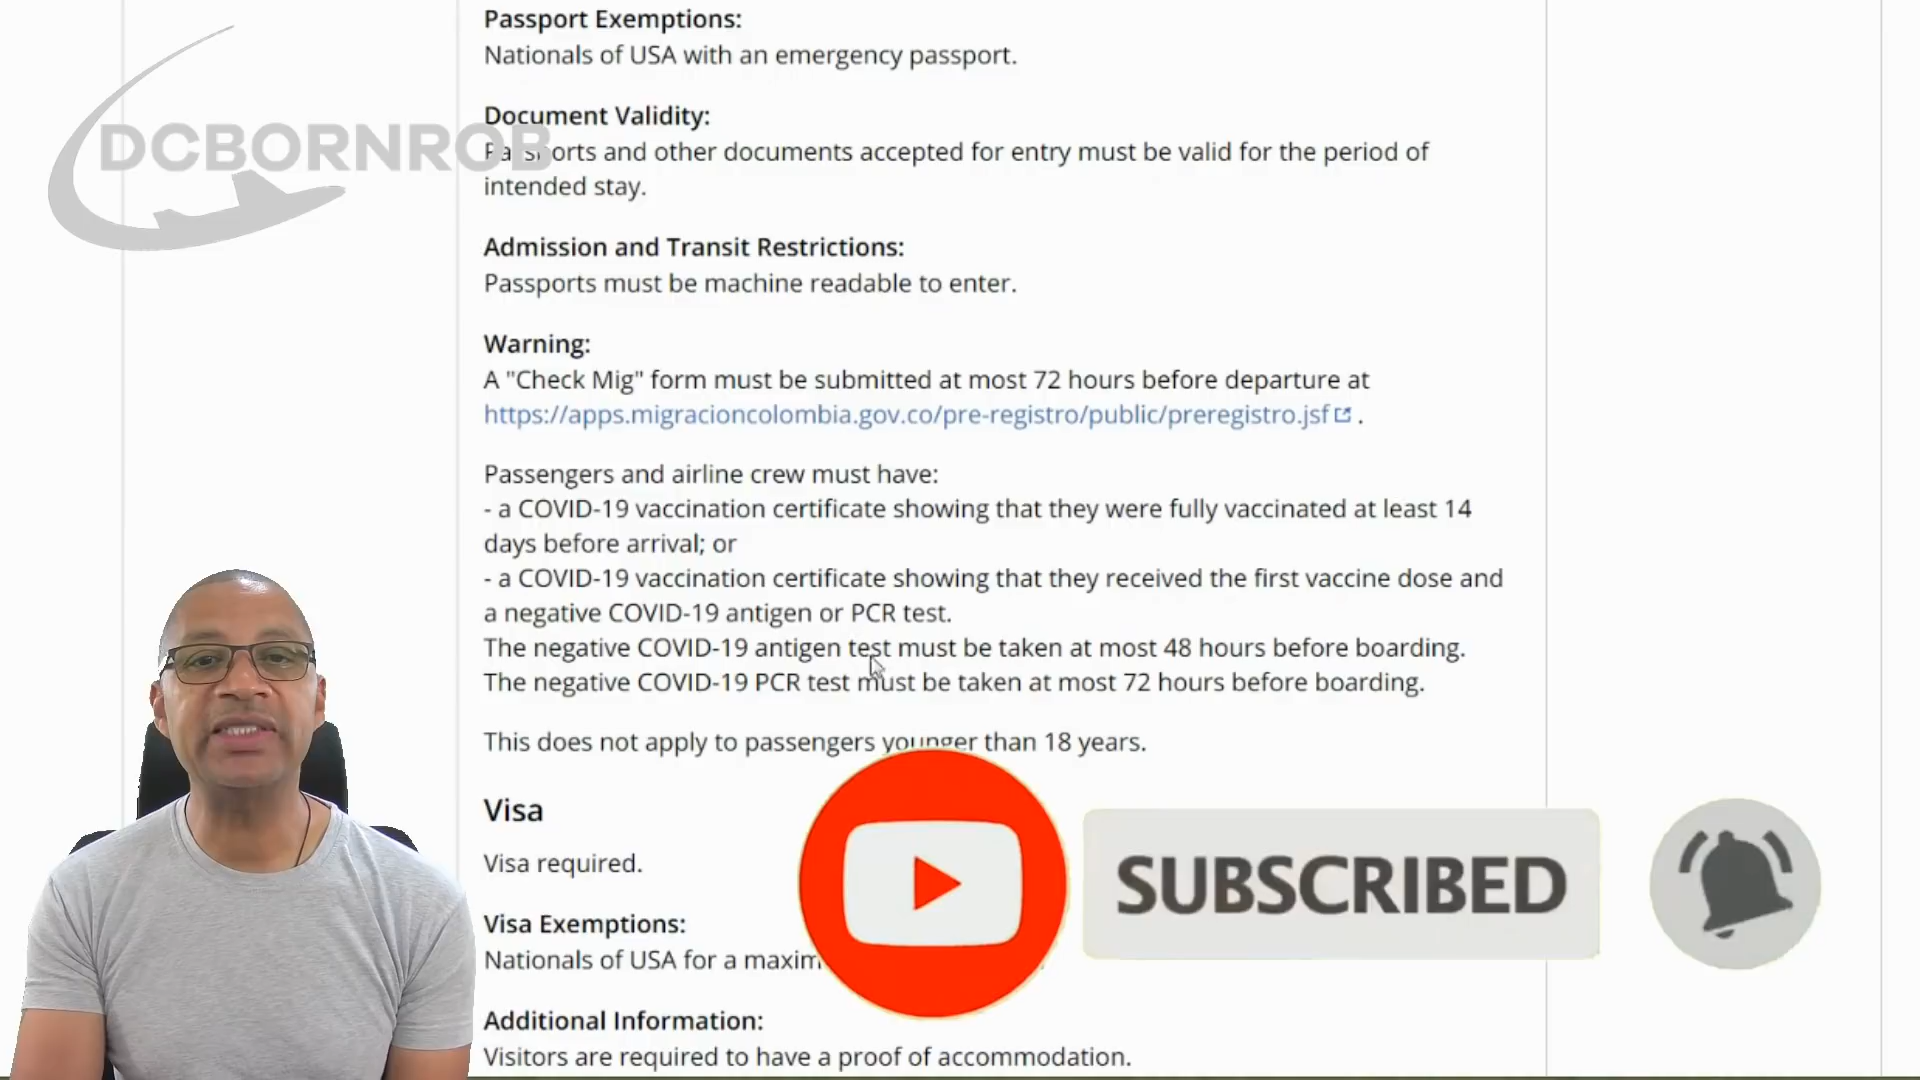 Passport Exemptions:
Nationals of USA with an emergency passport.
Document Validity:
DCBORNROB
Passports and other documents accepted for entry must be valid for the period of
intended stay.
Admission and Transit Restrictions:
Passports must be machine readable to enter.
Warning:
A "Check Mig" form must be submitted at most 72 hours before departure at
https://apps.migracioncolombia.gov.co/pre-registro/public/preregistro.jsf .
Passengers and airline crew must have:
- a COVID-19 vaccination certificate showing that they were fully vaccinated at least 14
days before arrival; or
- a COVID-19 vaccination certificate showing that they received the first vaccine dose and
a negative COVID-19 antigen or PCR test.
The negative COVID-19 antigen test must be taken at most 48 hours before boarding.
The negative COVID-19 PCR test must be taken at most 72 hours before boarding.
This does not apply to passengers younger than 18 years.
Visa
Visa required.
SUBSCRIBED
Visa Exemptions:
Nationals of USA for a
Additional Information:
Visitors are required to have a proof of accommodation.